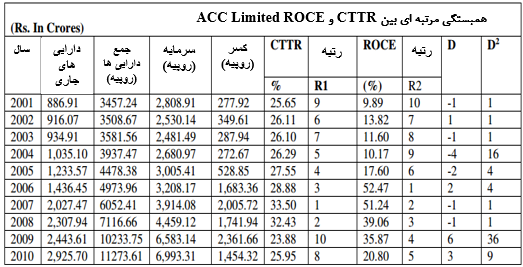 همبستگی مرتبه ای بین CTTR و ACC Limited ROCE
(Rs. In Crores)
سال دارایی های جاری (روپیه) جمع دارایی ها (روپیه) سرمایه (روپیه) کسر (روپیه) CTTR % رتبه R1 ROCE (%) رتبه R2 D D²
2001 886.91 3457.24 2,808.91 277.92 25.65 9 9.89 10 -1 1
2002 916.07 3508.67 2,530.14 349.61 26.11 6 13.82 7 1 1
2003 934.91 3581.56 2,481.49 287.94 26.10 7 11.60 8 -1 1
2004 1,035.10 3937.47 2,680.97 272.67 26.29 5 10.17 9 -4 16
2005 1,233.57 4478.38 3,005.41 528.85 27.55 4 17.60 6 -2 4
2006 1,436.45 4973.96 3,208.17 1,683.36 28.88 3 52.47 1 2 4
2007 2,027.47 6052.41 3,914.08 2,005.72 33.50 1 51.24 2 -1 1
2008 2,307.94 7116.66 4,459.12 1,741.94 32.43 2 39.06 3 -1 1
2009 2,443.61 10233.75 6,583.14 2,361.66 23.88 10 35.87 4 6 36
2010 2,925.70 11273.61 6,993.31 1,454.32 25.95 8 20.80 5 3 9